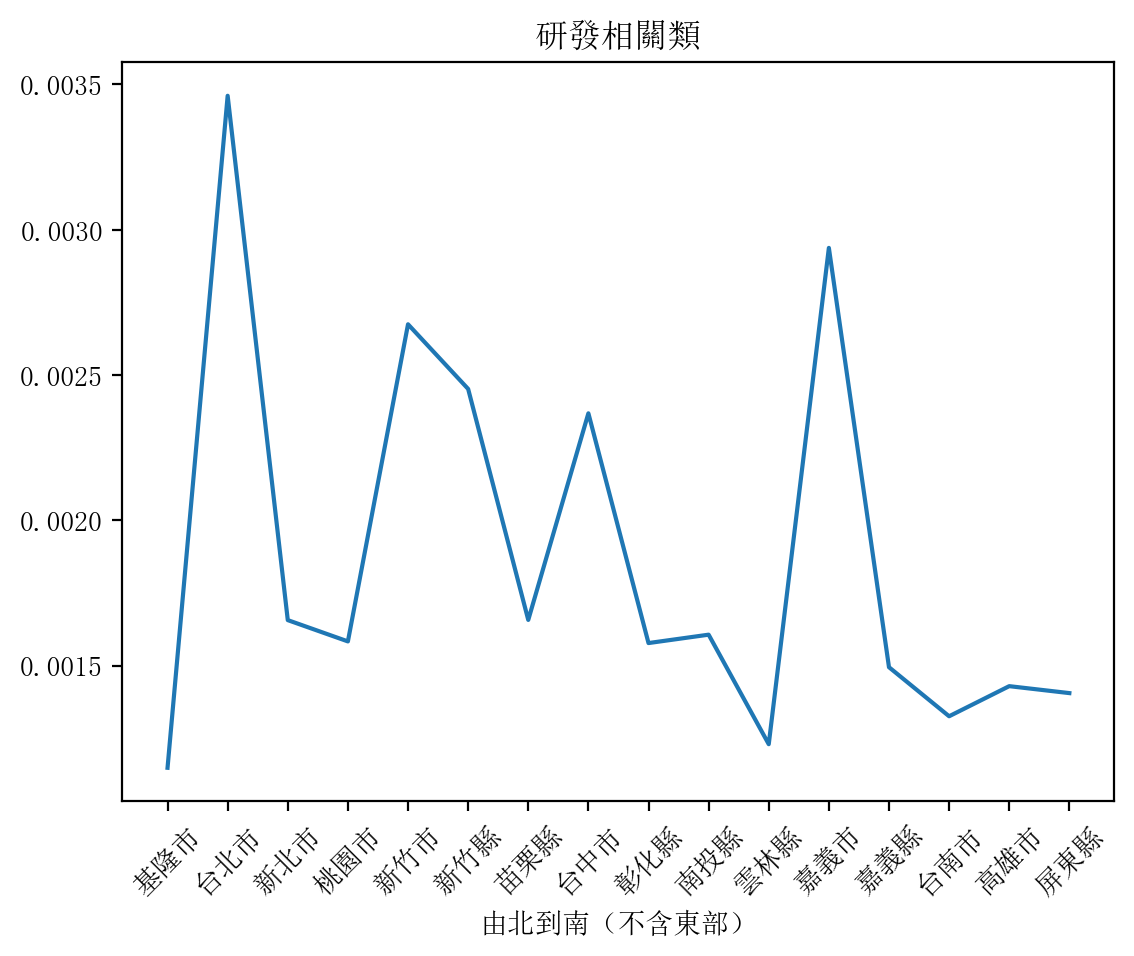 研發相關類
0.0035
0.0030
0.0025
0.0020
0.0015
基隆市
台北市
新北市
桃園市
新竹市
新竹縣
苗栗縣
台中市
彰化縣
南投縣
雲林縣
嘉義市
嘉義縣
台南市
高雄市
屏東縣
由北到南（不含東部）